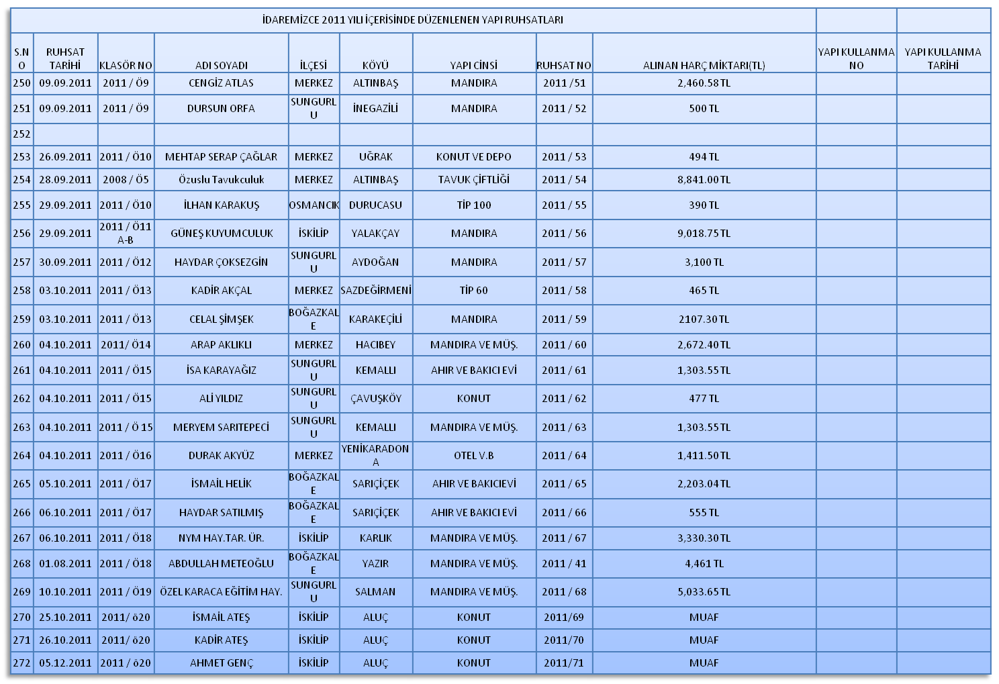 İDAREMİZCE 2011 YILI İÇERİSİNDE DÜZENLENEN YAPI RUHSATLARI
S.NO RUHSAT TARİHİ KLASÖR NO ADI SOYADI İLÇESİ KÖYÜ YAPI CİNSİ RUHSAT NO ALINAN HARÇ MİKTARI(TL) YAPI KULLANMA NO YAPI KULLANMA TARİHİ
250 09.09.2011 2011 / Ö9 CENGİZ ATLAS MERKEZ ALTINBAŞ MANDIRA 2011 /51 2,460.58 TL
251 09.09.2011 2011 / Ö9 DURSUN ORFA SUNGURLU İNEGAZİLİ MANDIRA 2011 / 52 500 TL
252
253 26.09.2011 2011 / Ö10 MEHTAP SERAP ÇAĞLAR MERKEZ UĞRAK KONUT VE DEPO 2011 / 53 494 TL
254 28.09.2011 2008 / Ö5 Özuslu Tavukculuk MERKEZ ALTINBAŞ TAVUK ÇİFTLİĞİ 2011 / 54 8,841.00 TL
255 29.09.2011 2011 / Ö10 İLHAN KARAKUŞ OSMANCIK DURUCASU TİP 100 2011 / 55 390 TL
256 29.09.2011 2011 / Ö11 A-B GÜNEŞ KUYUMCULUK İSKİLİP YALAKÇAY MANDIRA 2011 / 56 9,018.75 TL
257 30.09.2011 2011 / Ö12 HAYDAR ÇOKSEZGİN SUNGURLU AYDOĞAN MANDIRA 2011 / 57 3,100 TL
258 03.10.2011 2011 / Ö13 KADİR AKÇAL MERKEZ SAZDEĞİRMENİ TİP 60 2011 / 58 465 TL
259 03.10.2011 2011 / Ö13 CELAL ŞİMŞEK BOĞAZKALE KARAKEÇİLİ MANDIRA 2011 / 59 2107.30 TL
260 04.10.2011 2011/ Ö14 ARAP AKLIKLI MERKEZ HACIBEY MANDIRA VE MÜŞ. 2011 / 60 2,672.40 TL
261 04.10.2011 2011 / Ö15 İSA KARAYAĞIZ SUNGURLU KEMALLI AHIR VE BAKICI EVİ 2011 / 61 1,303.55 TL
262 04.10.2011 2011 / Ö15 ALİ YILDIZ SUNGURLU ÇAVUŞKÖY KONUT 2011 / 62 477 TL
263 04.10.2011 2011 / Ö 15 MERYEM SARITEPECİ SUNGURLU KEMALLI MANDIRA VE MÜŞ. 2011 / 63 1,303.55 TL
264 04.10.2011 2011 / Ö16 DURAK AKYÜZ MERKEZ YENİKARADONA OTEL V.B 2011 / 64 1,411.50 TL
265 05.10.2011 2011 / Ö17 İSMAİL HELİK BOĞAZKALE SARIÇİÇEK AHIR VE BAKICIEVİ 2011 / 65 2,203.04 TL
266 06.10.2011 2011 / Ö17 HAYDAR SATILMIŞ BOĞAZKALE SARIÇİÇEK AHIR VE BAKICI EVİ 2011 / 66 555 TL
267 06.10.2011 2011 / Ö18 NYM HAY.TAR. ÜR. İSKİLİP KARLIK MANDIRA VE MÜŞ. 2011 / 67 3,330.30 TL
268 01.08.2011 2011 / Ö18 ABDULLAH METEOĞLU BOĞAZKALE YAZIR MANDIRA VE MÜŞ. 2011 / 41 4,461 TL
269 10.10.2011 2011 / Ö19 ÖZEL KARACA EĞİTİM HAY. SUNGURLU SALMAN MANDIRA VE MÜŞ. 2011 / 68 5,033.65 TL
270 25.10.2011 2011/ ö20 İSMAİL ATEŞ İSKİLİP ALUÇ KONUT 2011/69 MUAF
271 26.10.2011 2011/ ö20 KADİR ATEŞ İSKİLİP ALUÇ KONUT 2011/70 MUAF
272 05.12.2011 2011 / ö20 AHMET GENÇ İSKİLİP ALUÇ KONUT 2011/71 MUAF